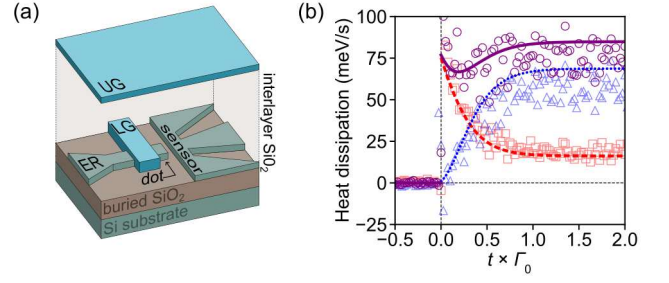 (a)
UG
LG
ER
sensor
dot
interlayer SiO2
buried SiO2
Si substrate
(b)
Heat dissipation (meV/s)
100
75
50
25
0
−25
−0.5 0.0 0.5 1.0 1.5 2.0
t × Γ0